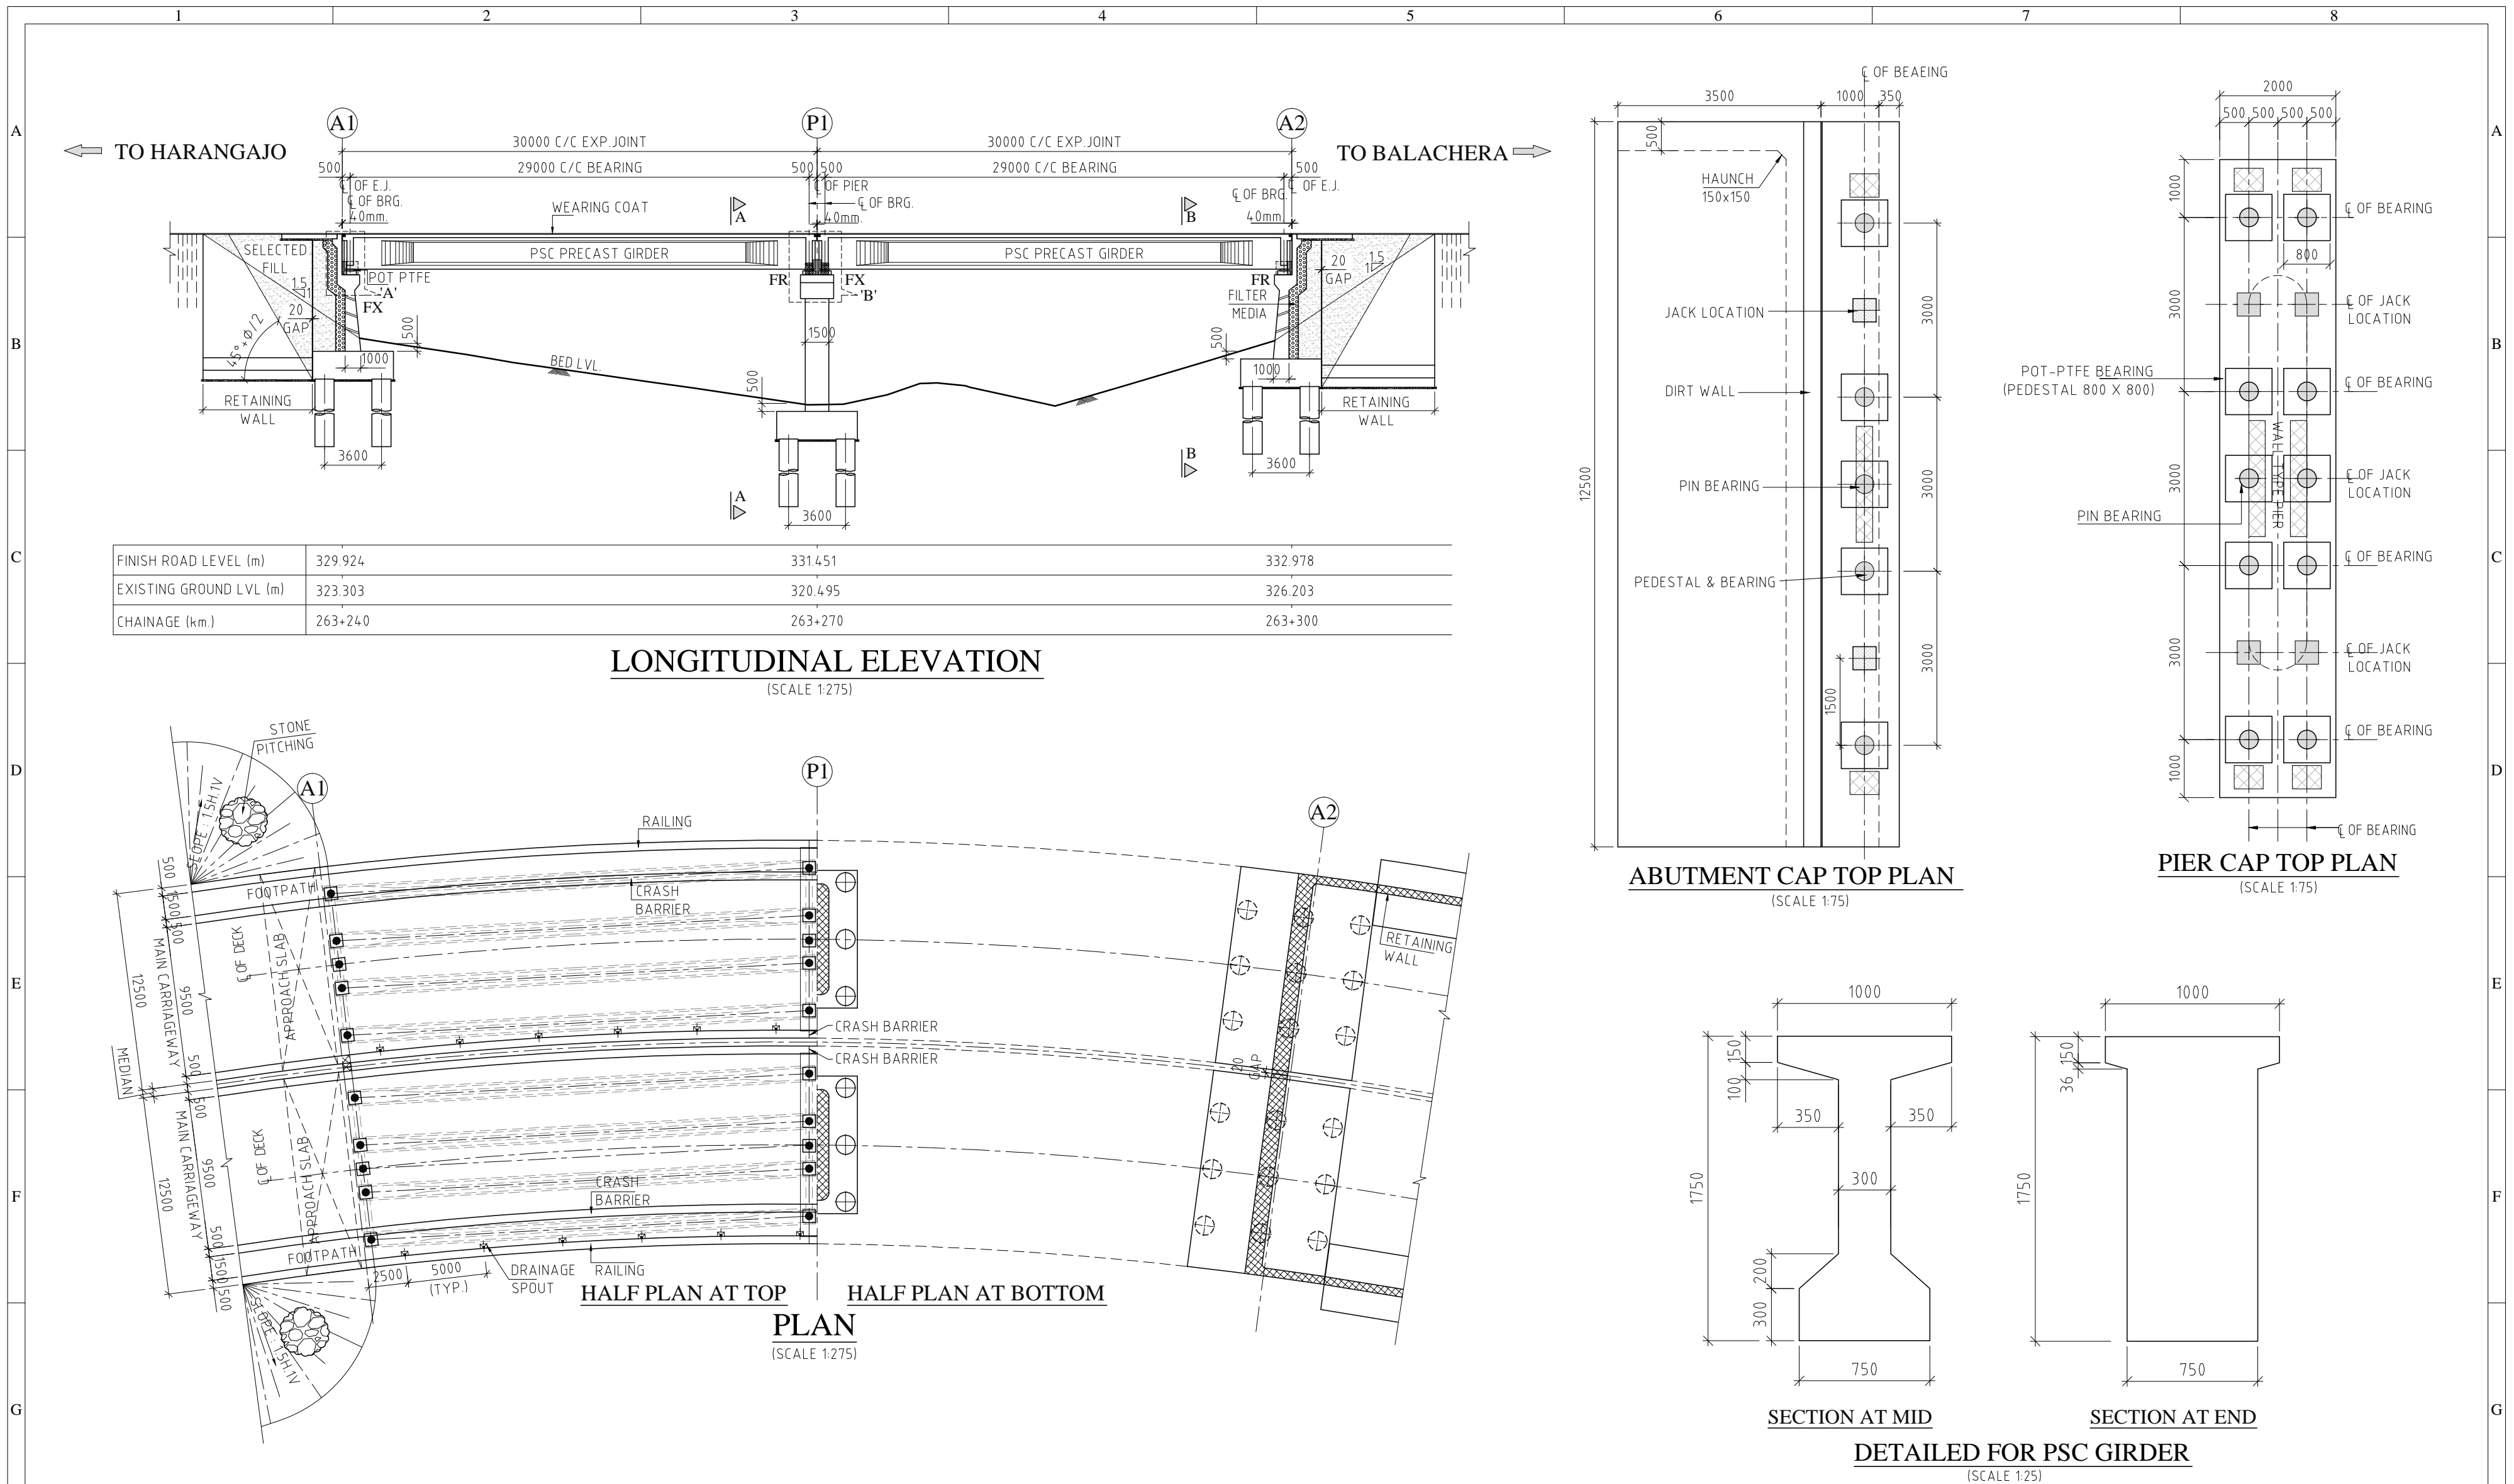 1 2 3 4 5 6 7 8
A
B
C
D
E
F
G
A
B
C
D
E
F
G
A1 P1 A2
TO HARANGAJO
30000 C/C EXP.JOINT 30000 C/C EXP.JOINT
TO BALACHERA
500 29000 C/C BEARING 500 500 29000 C/C BEARING 500
℄ OF E.J. ℄ OF PIER ℄ OF E.J.
℄ OF BRG. ℄ OF BRG. ℄ OF BRG.
40mm. 40mm. 40mm.
WEARING COAT
A B
SELECTED
FILL
PSC PRECAST GIRDER PSC PRECAST GIRDER
POT PTFE
'A'
FX
FR FX
'B'
FR
1.5
1
20
GAP
45°+Φ/2
500
1000
1500
BED LVL.
500
FILTER
MEDIA
20
GAP
1.5
1
500
1000
RETAINING
WALL
RETAINING
WALL
3600
3600
3600
A
B
FINISH ROAD LEVEL (m) 329.924 331.451 332.978
EXISTING GROUND LVL (m) 323.303 320.495 326.203
CHAINAGE (km.) 263+240 263+270 263+300
LONGITUDINAL ELEVATION
(SCALE 1:275)
℄ OF BEAEING
3500 1000 350
500
HAUNCH
150x150
JACK LOCATION
DIRT WALL
PIN BEARING
PEDESTAL & BEARING
12500
3000
3000
3000
3000
1500
ABUTMENT CAP TOP PLAN
(SCALE 1:75)
2000
500 500 500 500
1000
℄ OF BEARING
800
3000
℄ OF JACK
LOCATION
POT-PTFE BEARING
(PEDESTAL 800 X 800)
℄ OF BEARING
WALL TYPE PIER
3000
℄ OF JACK
LOCATION
PIN BEARING
℄ OF BEARING
3000
℄ OF JACK
LOCATION
℄ OF BEARING
1000
℄ OF BEARING
PIER CAP TOP PLAN
(SCALE 1:75)
STONE
PITCHING
A1
P1
A2
SLOPE : 1.5H.1V
RAILING
500
1500
500
FOOTPATH
CRASH
BARRIER
℄ OF DECK
APPROACH SLAB
MAIN CARRIAGEWAY
12500
9500
500
MEDIAN
CRASH BARRIER
CRASH BARRIER
RETAINING
WALL
20
GAP
500
MAIN CARRIAGEWAY
9500
12500
℄ OF DECK
APPROACH SLAB
CRASH
BARRIER
500
1500
500
FOOTPATH
2500 5000
(TYP.)
DRAINAGE
SPOUT
RAILING
SLOPE : 1.5H.1V
HALF PLAN AT TOP HALF PLAN AT BOTTOM
PLAN
(SCALE 1:275)
1000
150
100
350 350
300
1750
200
300
750
SECTION AT MID
1000
150
36
1750
750
SECTION AT END
DETAILED FOR PSC GIRDER
(SCALE 1:25)